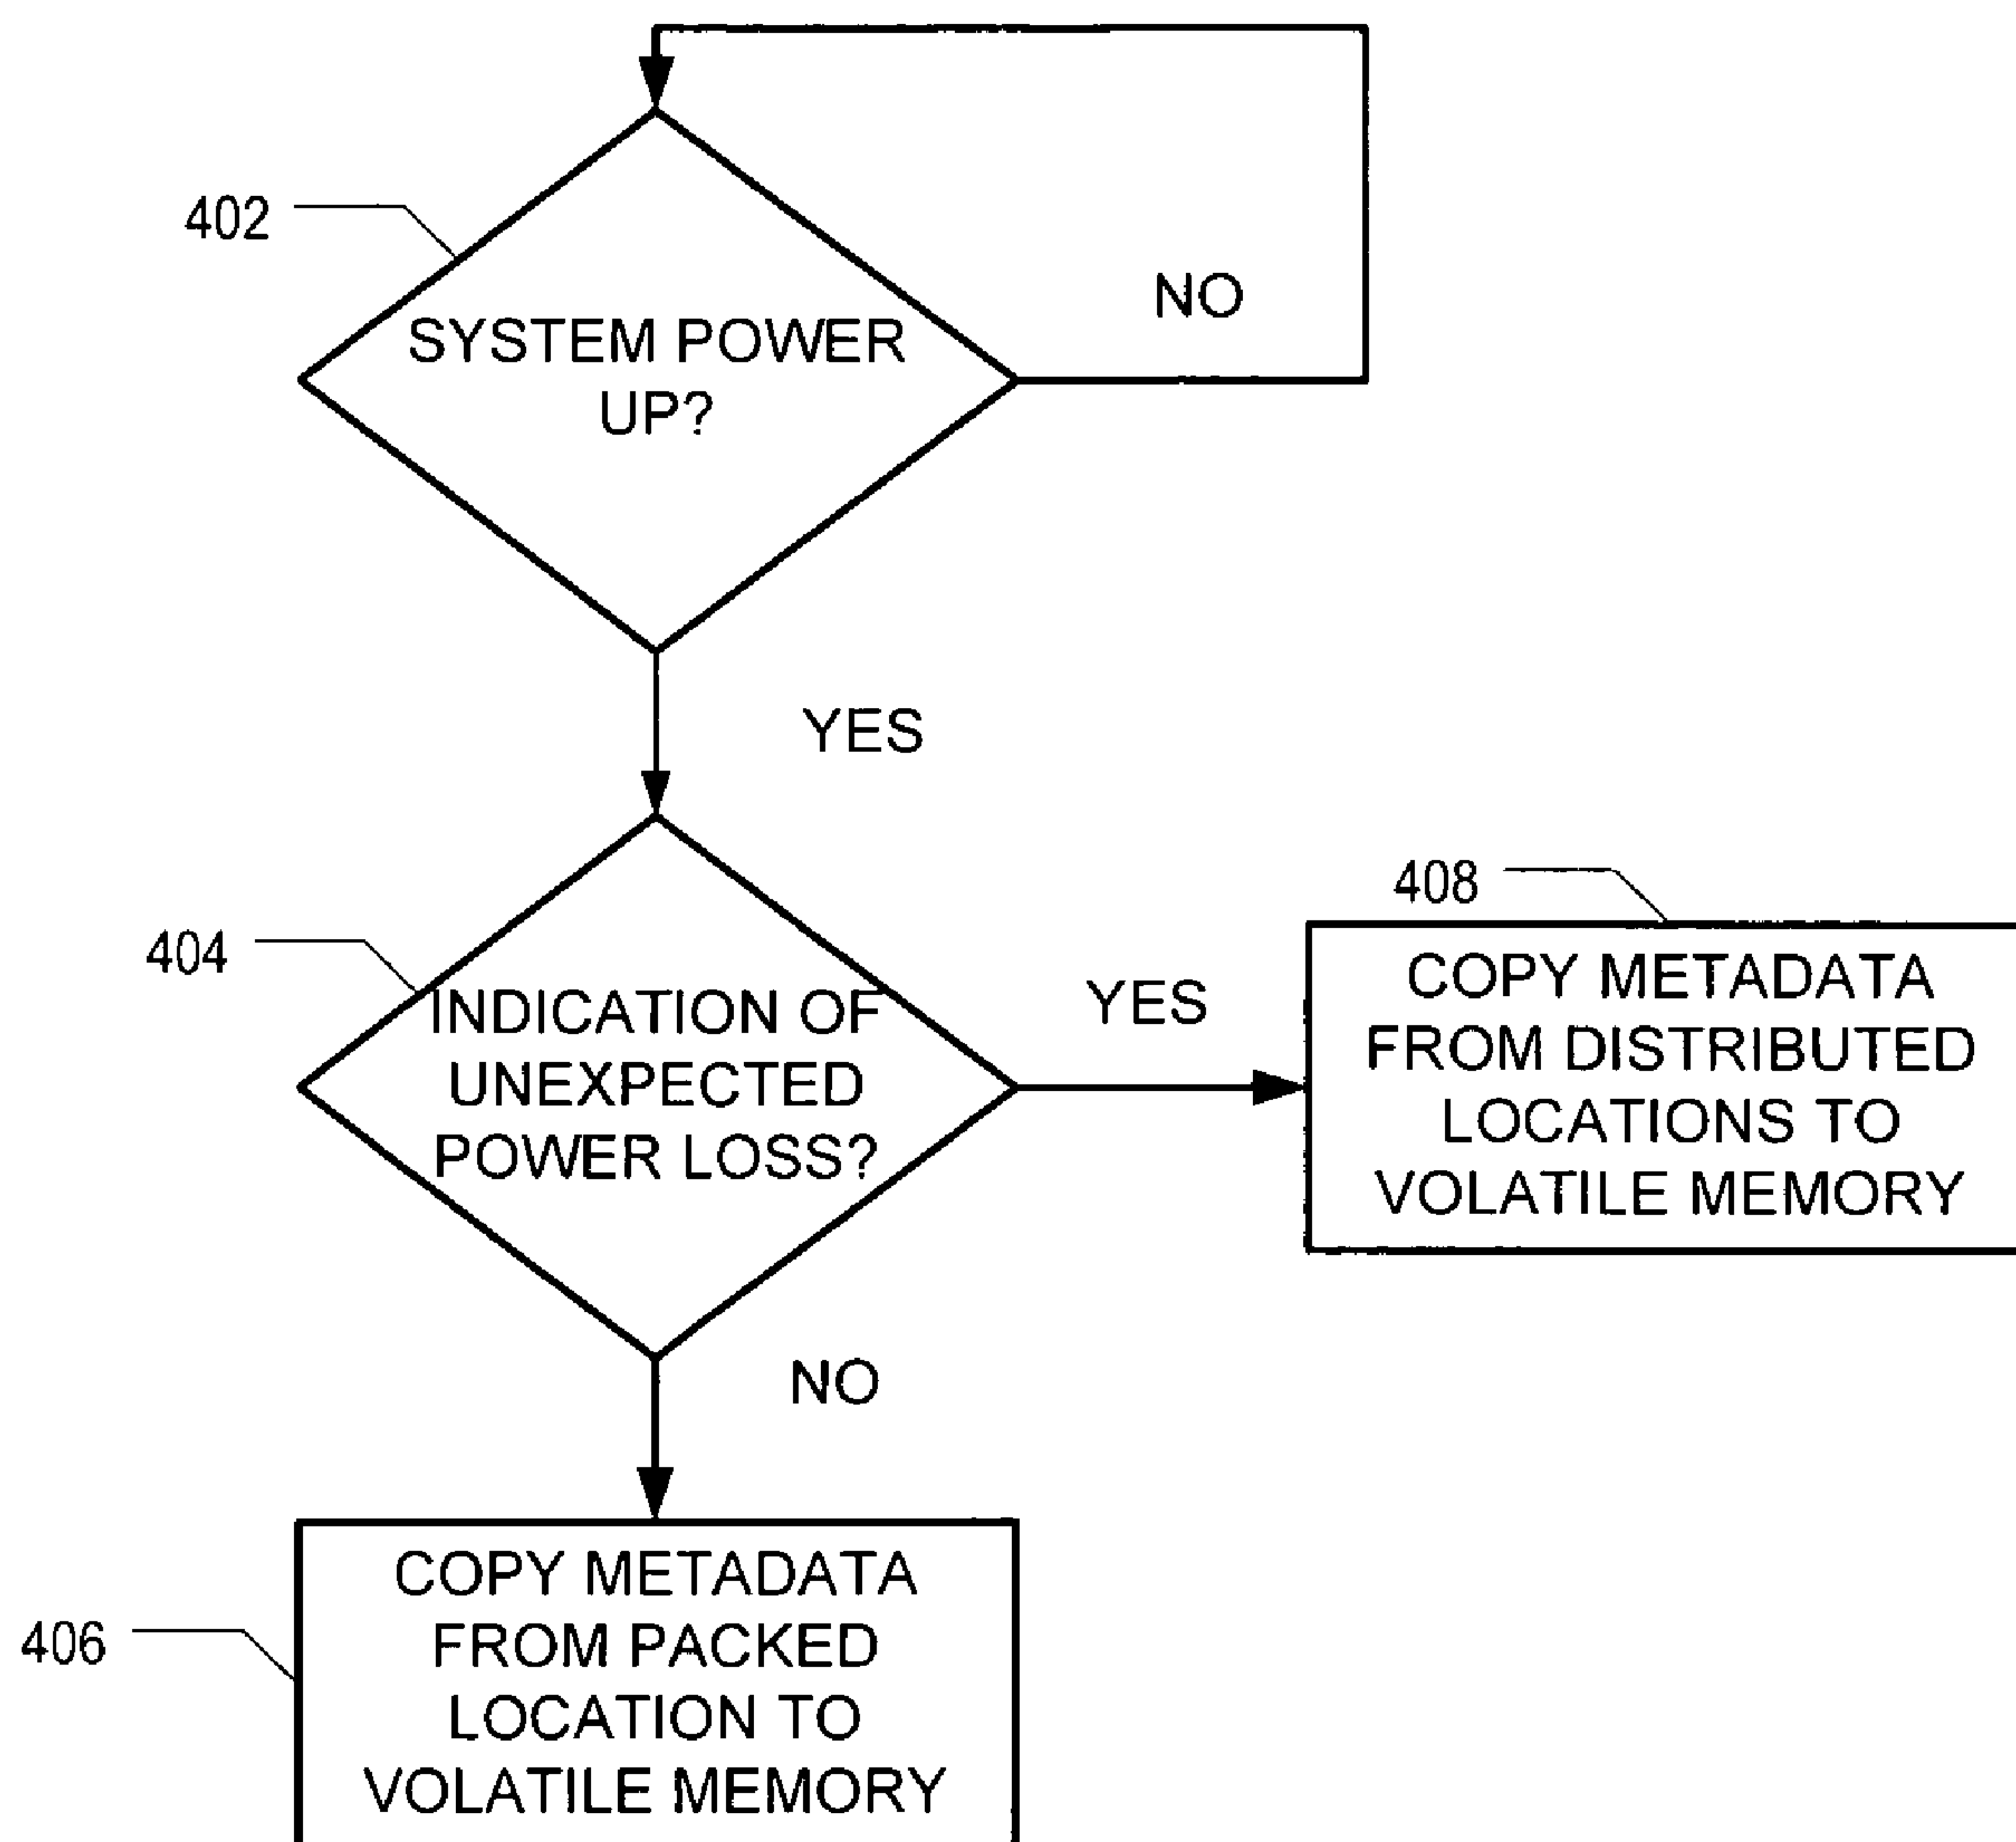 402
SYSTEM POWER
UP?
NO
YES
404
INDICATION OF
UNEXPECTED
POWER LOSS?
YES
408
COPY METADATA
FROM DISTRIBUTED
LOCATIONS TO
VOLATILE MEMORY
NO
406
COPY METADATA
FROM PACKED
LOCATION TO
VOLATILE MEMORY